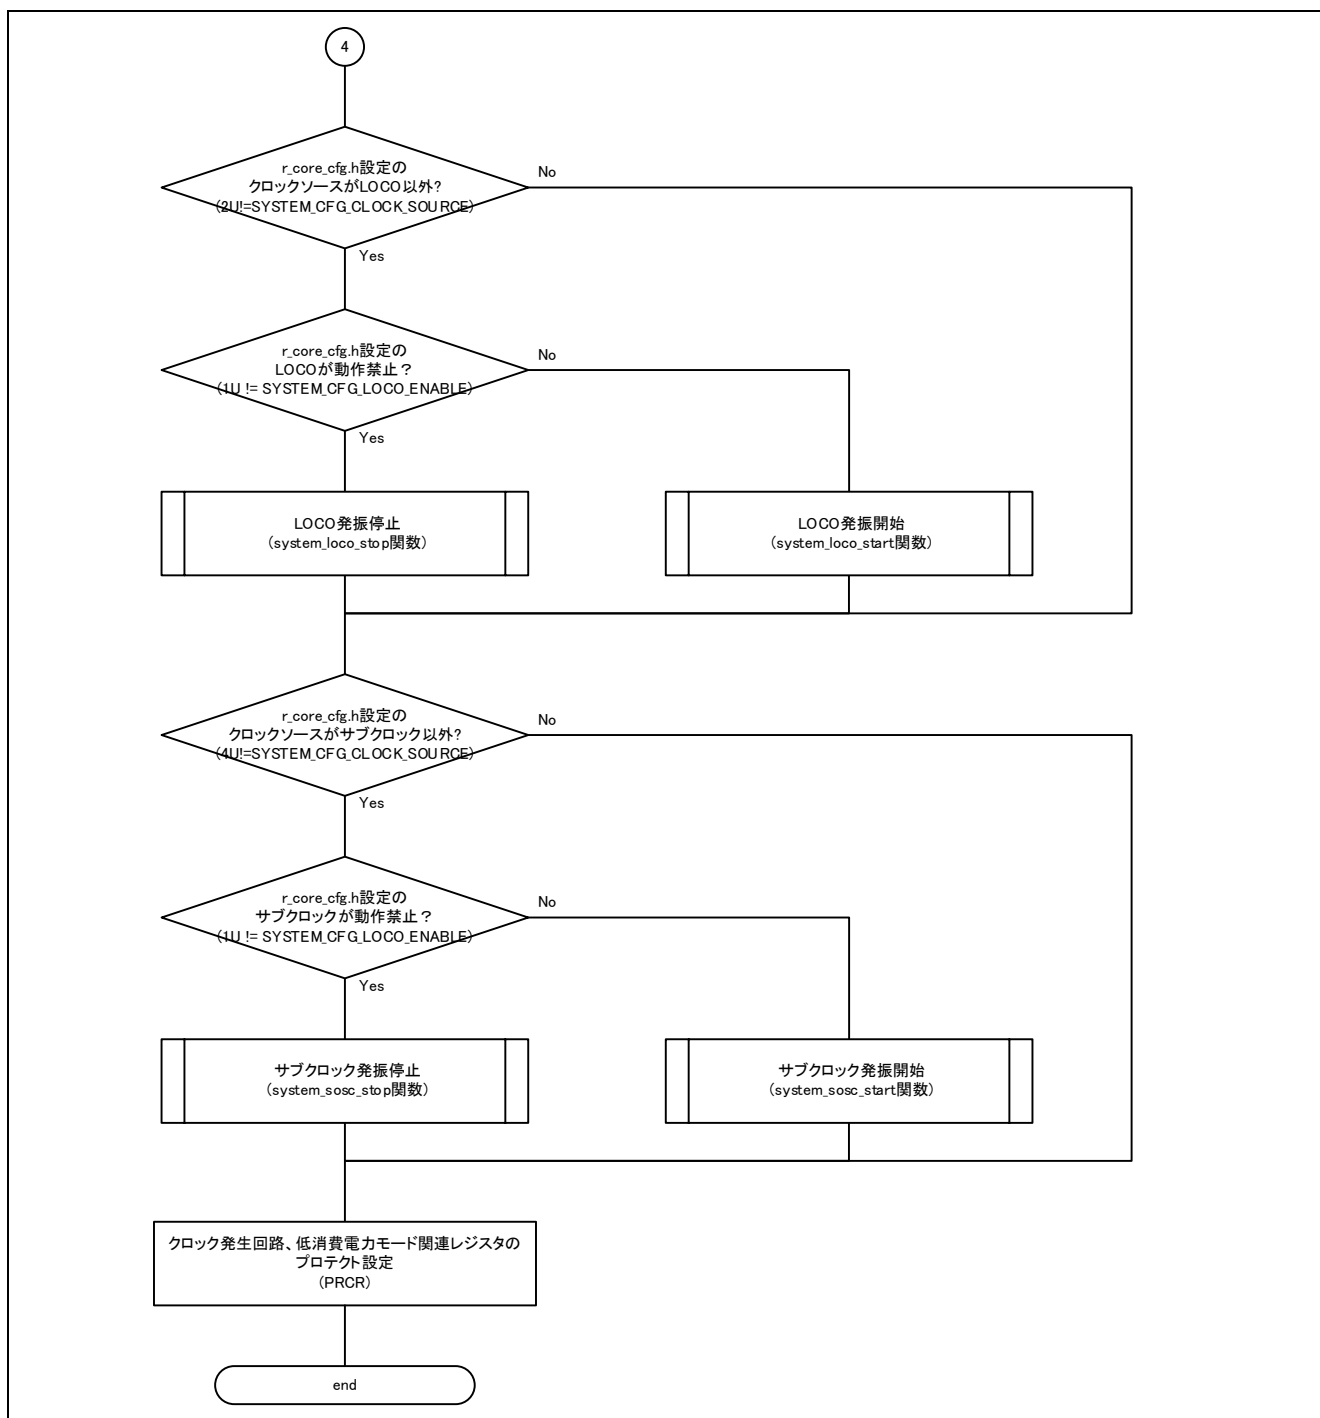 4
r_core_cfg.h設定の
クロックソースがLOCO以外?
(2U!=SYSTEM_CFG_CLOCK_SOURCE)
No
Yes
r_core_cfg.h設定の
LOCOが動作禁止？
(1U != SYSTEM_CFG_LOCO_ENABLE)
No
Yes
LOCO発振停止
(system_loco_stop関数)
LOCO発振開始
(system_loco_start関数)
r_core_cfg.h設定の
クロックソースがサブクロック以外?
(4U!=SYSTEM_CFG_CLOCK_SOURCE)
No
Yes
r_core_cfg.h設定の
サブクロックが動作禁止？
(1U != SYSTEM_CFG_LOCO_ENABLE)
No
Yes
サブクロック発振停止
(system_sosc_stop関数)
サブクロック発振開始
(system_sosc_start関数)
クロック発生回路、低消費電力モード関連レジスタの
プロテクト設定
(PRCR)
end